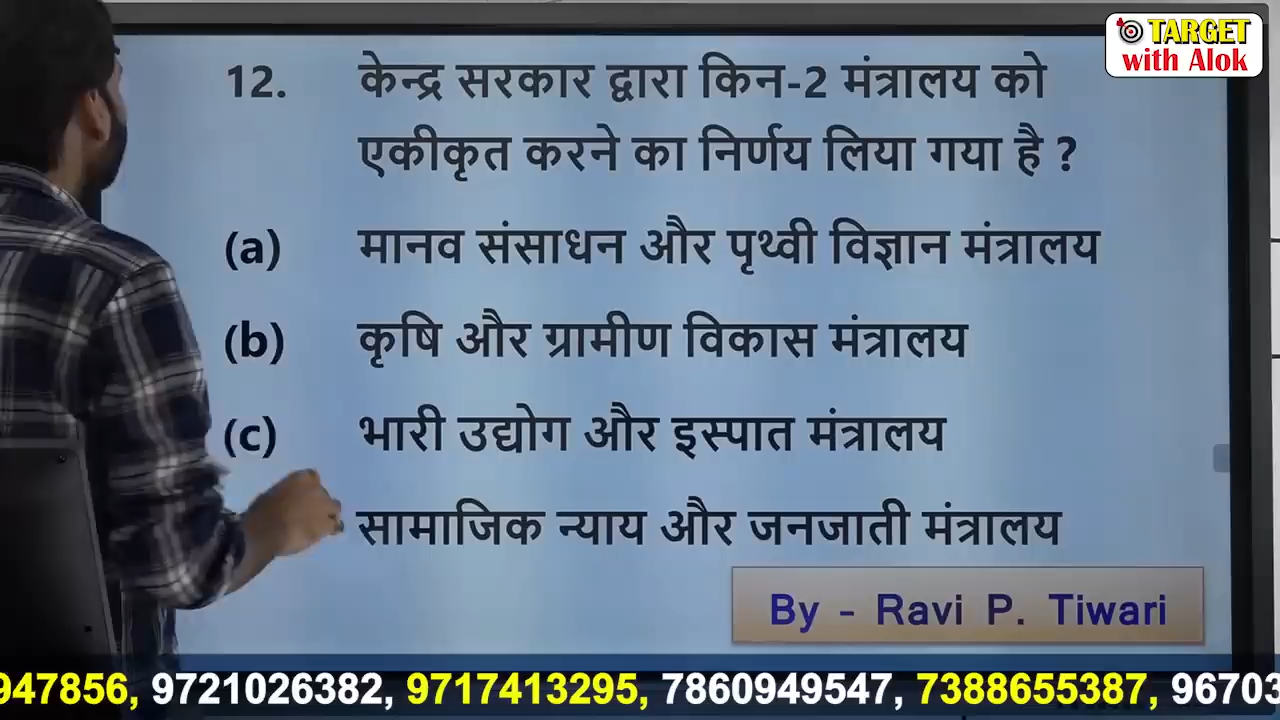 TARGET
with Alok
12. केन्द्र सरकार द्वारा किन-2 मंत्रालय को
एकीकृत करने का निर्णय लिया गया है ?
(a) मानव संसाधन और पृथ्वी विज्ञान मंत्रालय
(b) कृषि और ग्रामीण विकास मंत्रालय
(c) भारी उद्योग और इस्पात मंत्रालय
सामाजिक न्याय और जनजाती मंत्रालय
By - Ravi P. Tiwari
947856, 9721026382, 9717413295, 7860949547, 7388655387, 96703